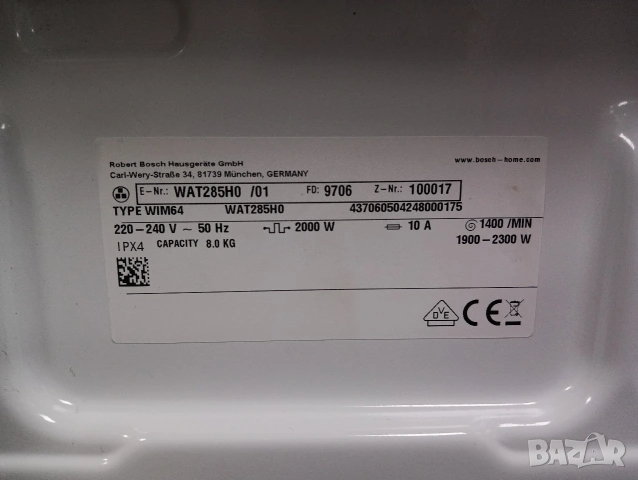 Robert Bosch Hausgeräte GmbH
www.bosch-home.com
Carl-Wery-Straße 34, 81739 München, GERMANY
E-Nr.: WAT285H0 /01 FD: 9706 Z-Nr.: 100017
TYPE WIM64 WAT285H0 437060504248000175
220-240 V ~ 50 Hz 2000 W 10 A 1400 /MIN
IPX4 CAPACITY 8.0 KG 1900-2300 W
DVE CE
BAZAR